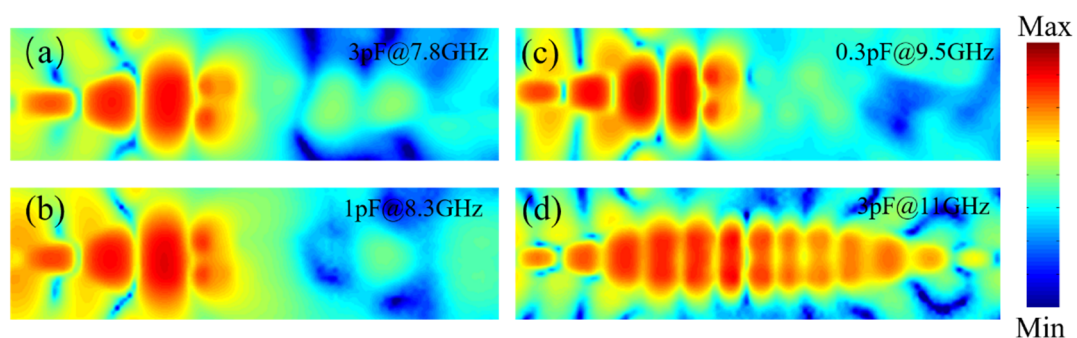 (a)
3pF@7.8GHz
(b)
1pF@8.3GHz
(c)
0.3pF@9.5GHz
(d)
3pF@11GHz
Max
Min